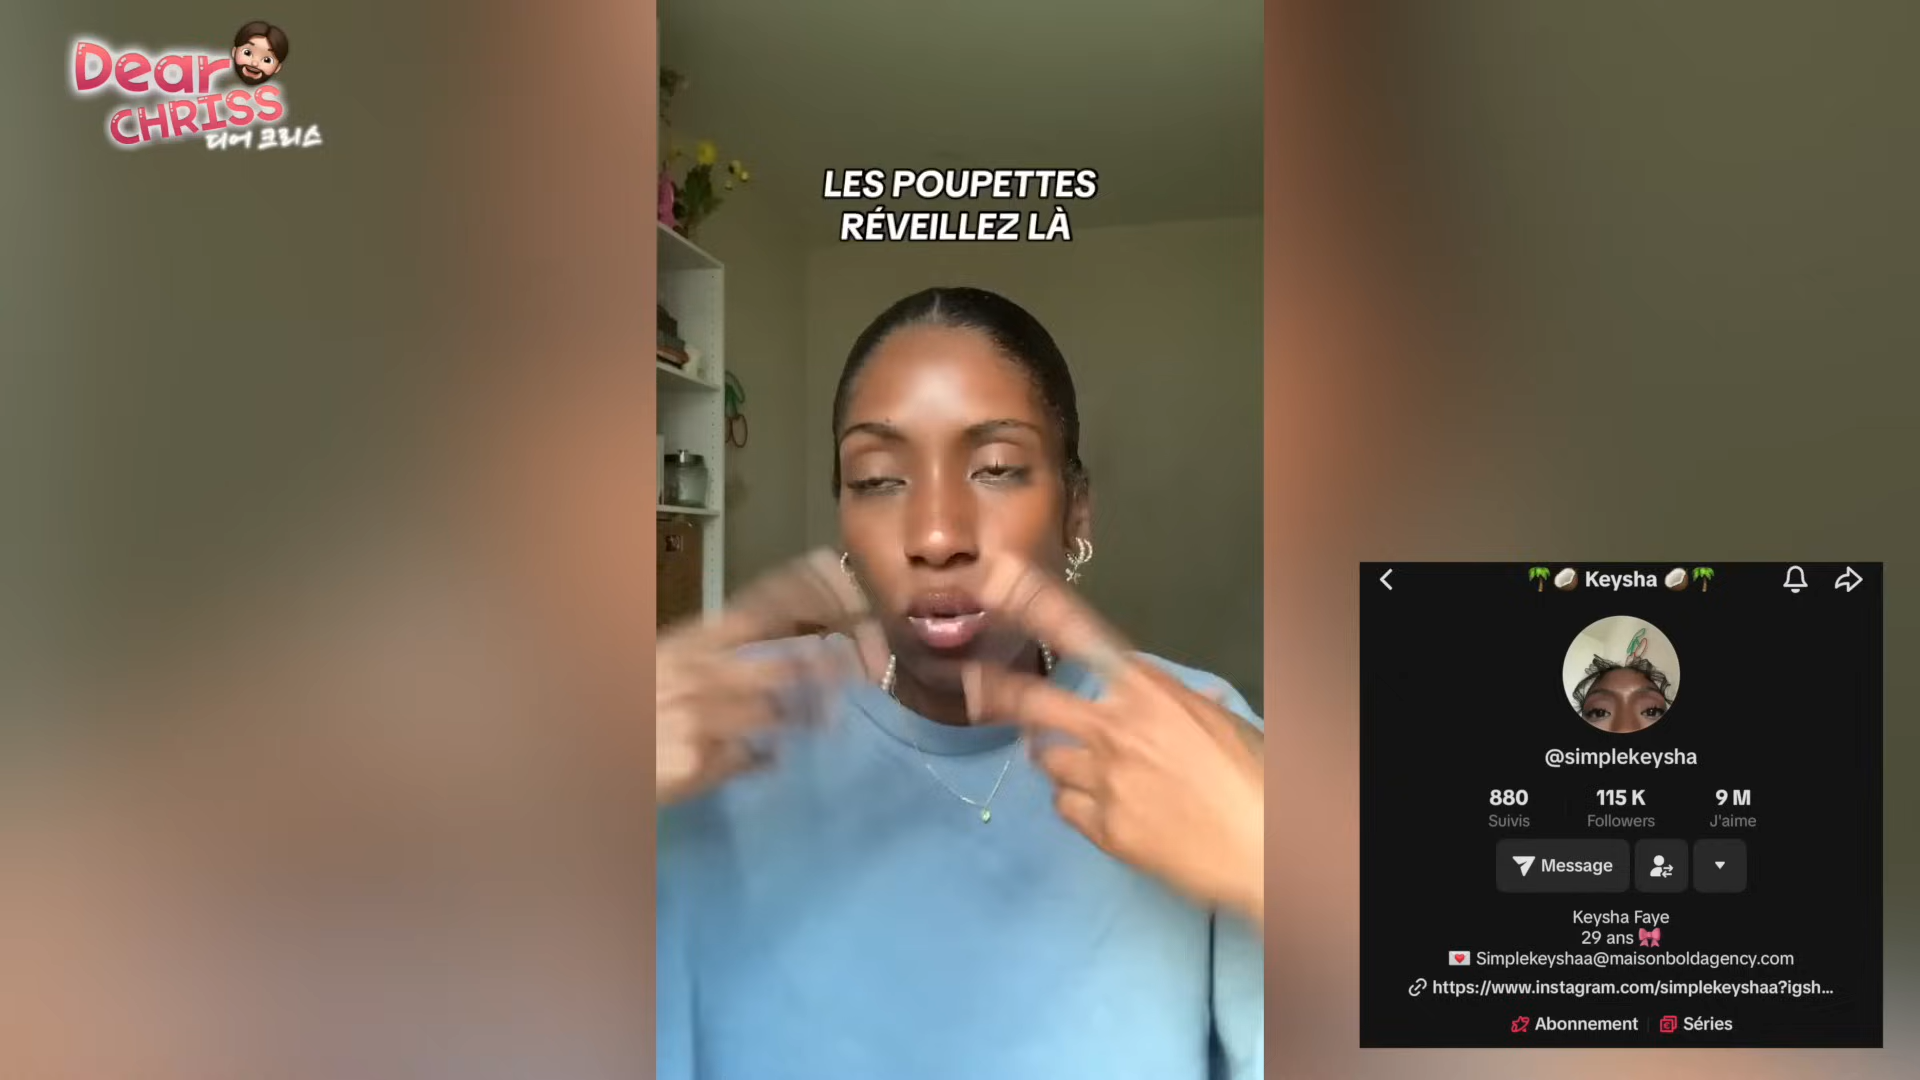 Dear
CHRISS
디어 크리스
LES POUPETTES
RÉVEILLEZ LÀ
🌴🥥 Keysha 🥥🌴
@simplekeysha
880
Suivis
115 K
Followers
9 M
J'aime
Message
Keysha Faye
29 ans 🎀
💌 Simplekeyshaa@maisonboldagency.com
https://www.instagram.com/simplekeyshaa?igsh...
Abonnement
Séries